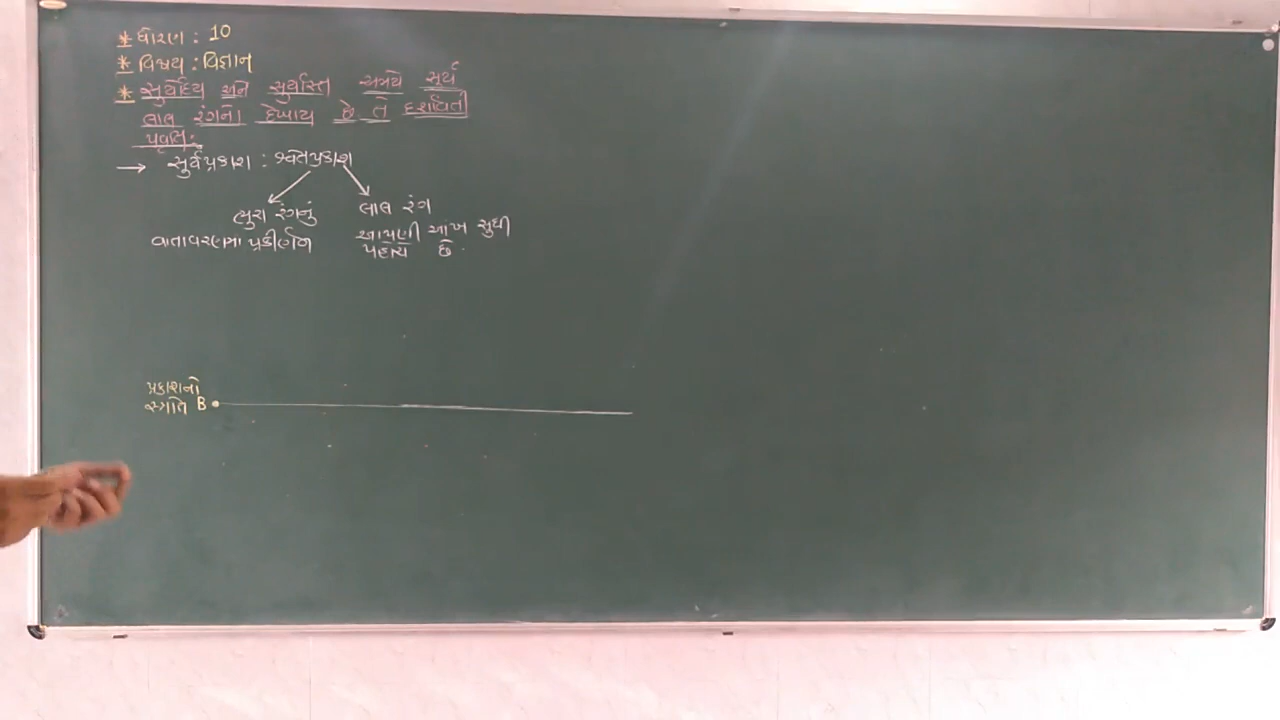 * ધોરણ : 10
* વિષય : વિજ્ઞાન
* સુર્યોદય અને સુર્યાસ્ત સમયે સૂર્ય
લાલ રંગનો દેખાય છે તે દર્શાવતી
પ્રવૃતિ:
→ સુર્યપ્રકાશ : શ્વેતપ્રકાશ
ભુરા રંગનું લાલ રંગ
વાતાવરણમા પ્રકીર્ણન આપણી આંખ સુધી
પહોચે છે.
પ્રકાશનો
સ્ત્રોત B